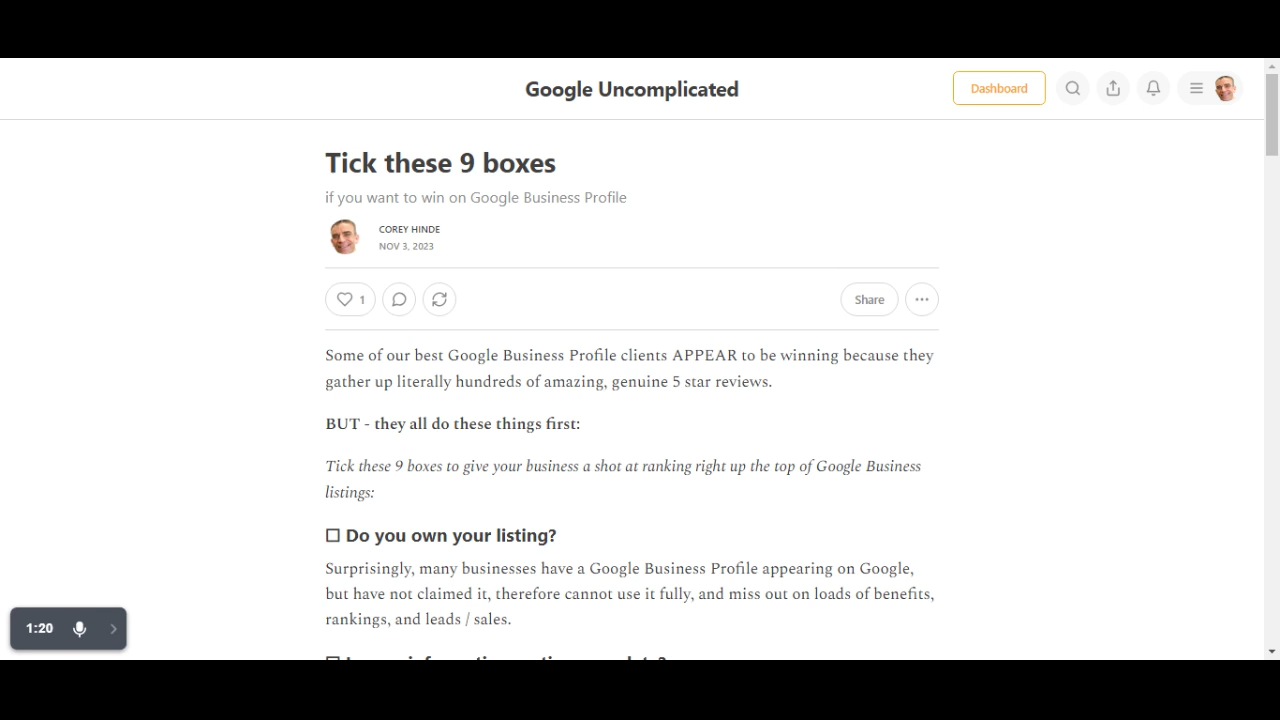 Google Uncomplicated
Dashboard
Tick these 9 boxes
if you want to win on Google Business Profile
COREY HINDE
NOV 3, 2023
1
Share
Some of our best Google Business Profile clients APPEAR to be winning because they
gather up literally hundreds of amazing, genuine 5 star reviews.
BUT - they all do these things first:
Tick these 9 boxes to give your business a shot at ranking right up the top of Google Business
listings:
☐ Do you own your listing?
Surprisingly, many businesses have a Google Business Profile appearing on Google,
but have not claimed it, therefore cannot use it fully, and miss out on loads of benefits,
rankings, and leads / sales.
1:20